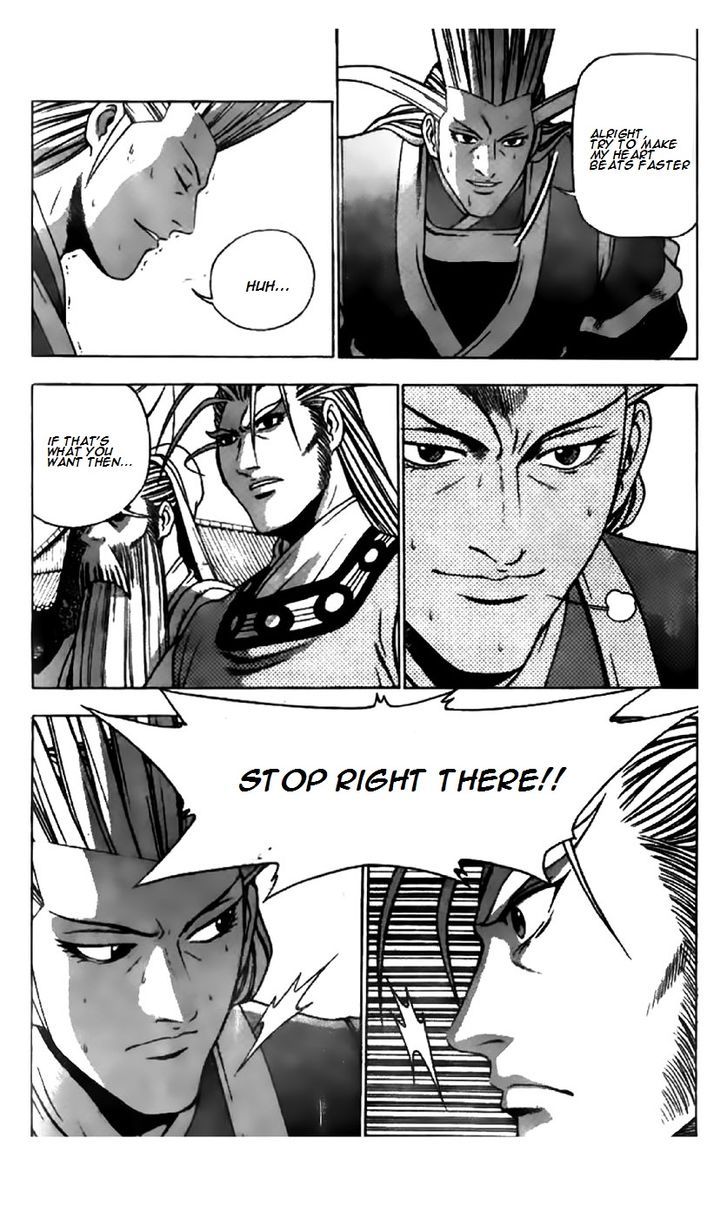 HUH...
ALRIGHT,
TRY TO MAKE
MY HEART
BEATS FASTER
IF THAT'S
WHAT YOU
WANT THEN...
STOP RIGHT THERE!!